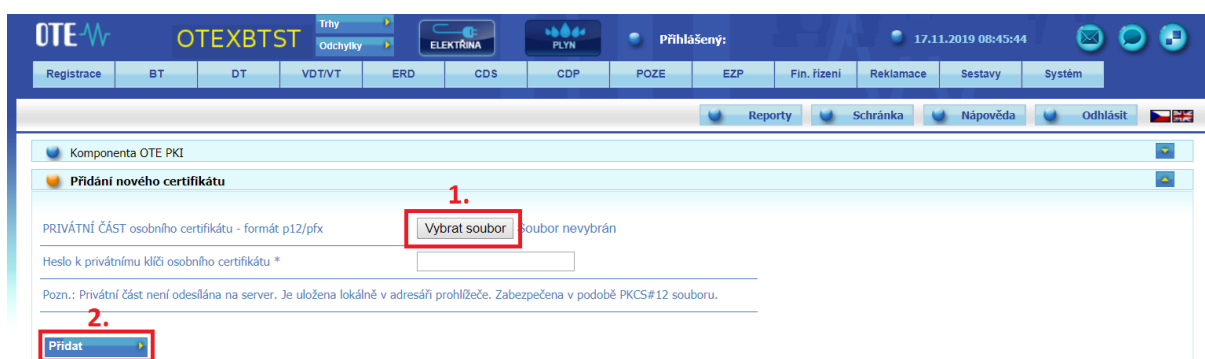 OTE OTEXBTST Trhy Odchylky ELEKTŘINA PLYN Přihlášený: 17.11.2019 08:45:44
Registrace BT DT VDT/VT ERD CDS CDP POZE EZP Fin. řízení Reklamace Sestavy Systém
Reporty Schránka Nápověda Odhlásit
Komponenta OTE PKI
Přidání nového certifikátu
1.
PRIVÁTNÍ ČÁST osobního certifikátu - formát p12/pfx Vybrat soubor Soubor nevybrán
Heslo k privátnímu klíči osobního certifikátu *
Pozn.: Privátní část není odesílána na server. Je uložena lokálně v adresáři prohlížeče. Zabezpečena v podobě PKCS#12 souboru.
2.
Přidat